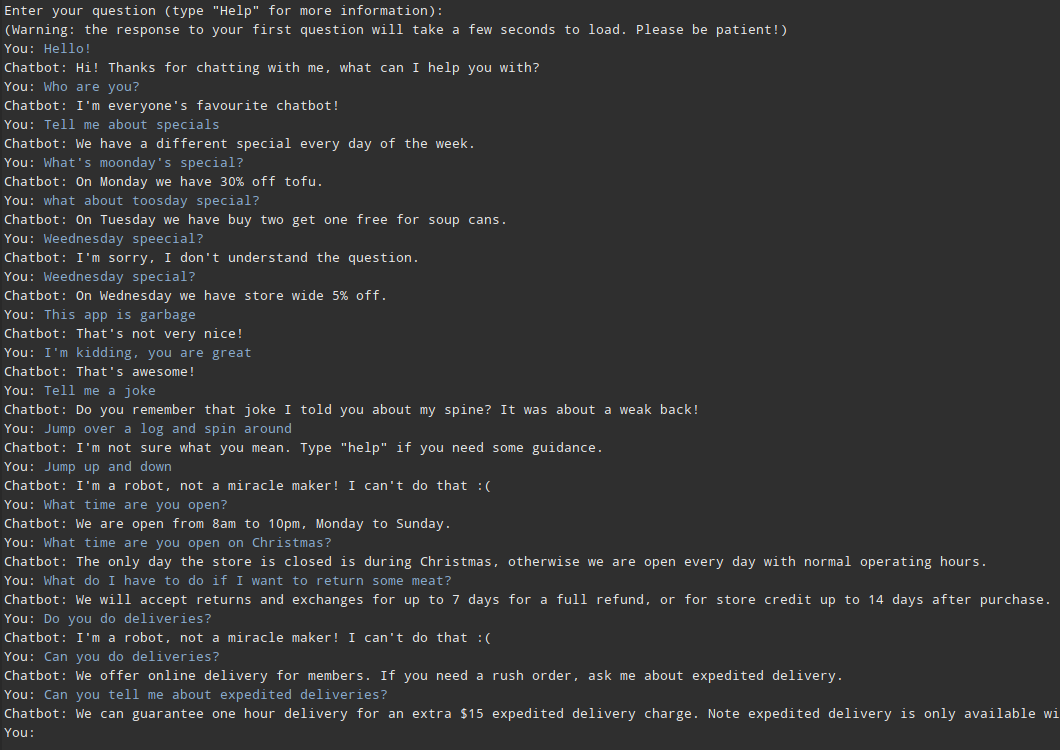 Enter your question (type "Help" for more information):
(Warning: the response to your first question will take a few seconds to load. Please be patient!)
You: Hello!
Chatbot: Hi! Thanks for chatting with me, what can I help you with?
You: Who are you?
Chatbot: I'm everyone's favourite chatbot!
You: Tell me about specials
Chatbot: We have a different special every day of the week.
You: What's moonday's special?
Chatbot: On Monday we have 30% off tofu.
You: what about toosday special?
Chatbot: On Tuesday we have buy two get one free for soup cans.
You: Weednesday speecial?
Chatbot: I'm sorry, I don't understand the question.
You: Weednesday special?
Chatbot: On Wednesday we have store wide 5% off.
You: This app is garbage
Chatbot: That's not very nice!
You: I'm kidding, you are great
Chatbot: That's awesome!
You: Tell me a joke
Chatbot: Do you remember that joke I told you about my spine? It was about a weak back!
You: Jump over a log and spin around
Chatbot: I'm not sure what you mean. Type "help" if you need some guidance.
You: Jump up and down
Chatbot: I'm a robot, not a miracle maker! I can't do that :(
You: What time are you open?
Chatbot: We are open from 8am to 10pm, Monday to Sunday.
You: What time are you open on Christmas?
Chatbot: The only day the store is closed is during Christmas, otherwise we are open every day with normal operating hours.
You: What do I have to do if I want to return some meat?
Chatbot: We will accept returns and exchanges for up to 7 days for a full refund, or for store credit up to 14 days after purchase.
You: Do you do deliveries?
Chatbot: I'm a robot, not a miracle maker! I can't do that :(
You: Can you do deliveries?
Chatbot: We offer online delivery for members. If you need a rush order, ask me about expedited delivery.
You: Can you tell me about expedited deliveries?
Chatbot: We can guarantee one hour delivery for an extra $15 expedited delivery charge. Note expedited delivery is only available wi
You: